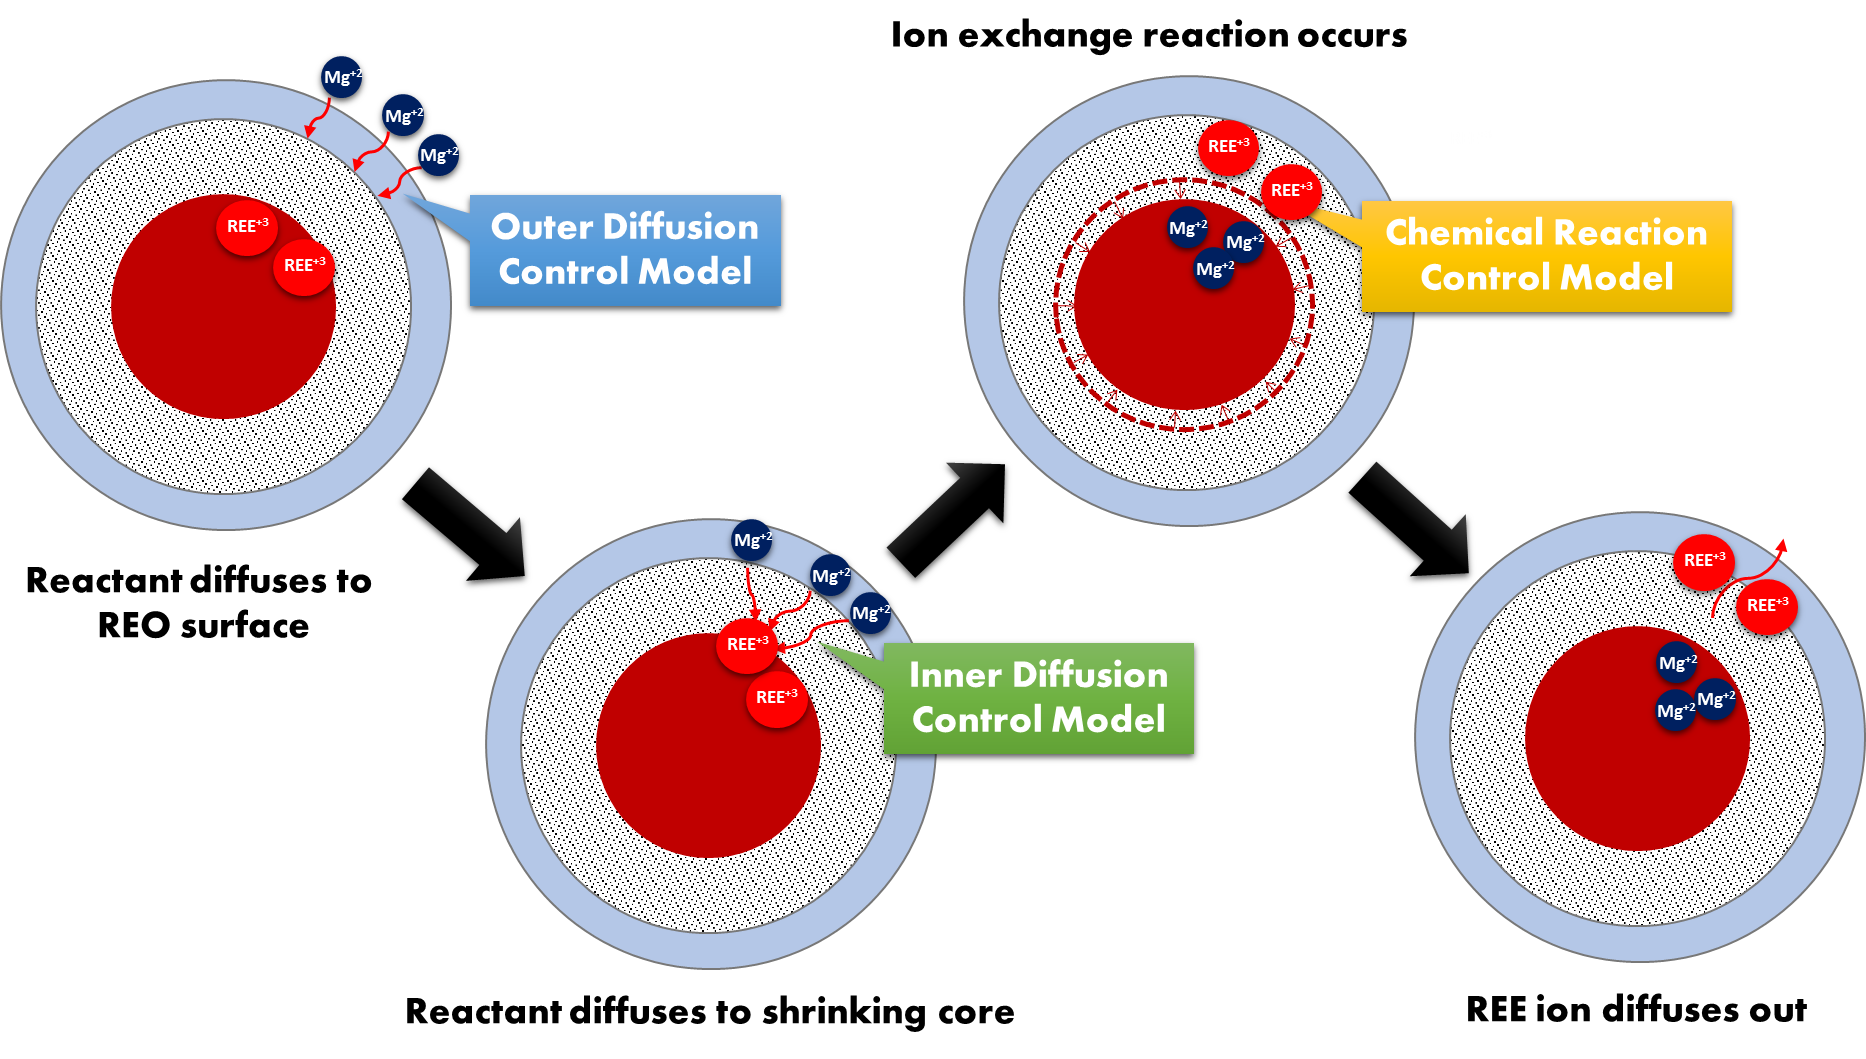 Ion exchange reaction occurs
Mg+2
Mg+2
Mg+2
REE+3
REE+3
Outer Diffusion
Control Model
Reactant diffuses to
REO surface
Mg+2
Mg+2
Mg+2
REE+3
REE+3
Inner Diffusion
Control Model
Reactant diffuses to shrinking core
REE+3
REE+3
Mg+2
Mg+2
Mg+2
Chemical Reaction
Control Model
REE+3
REE+3
Mg+2
Mg+2
Mg+2
REE ion diffuses out